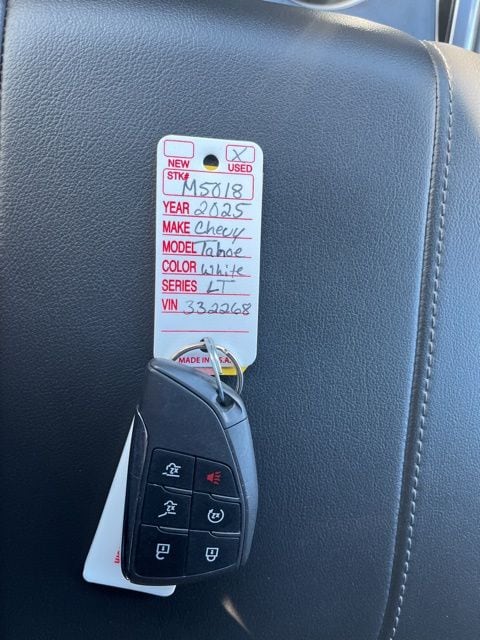 NEW X USED
STK# M5018
YEAR 2025
MAKE Chevy
MODEL Tahoe
COLOR White
SERIES LT
VIN 332268
MADE IN U.S.A.